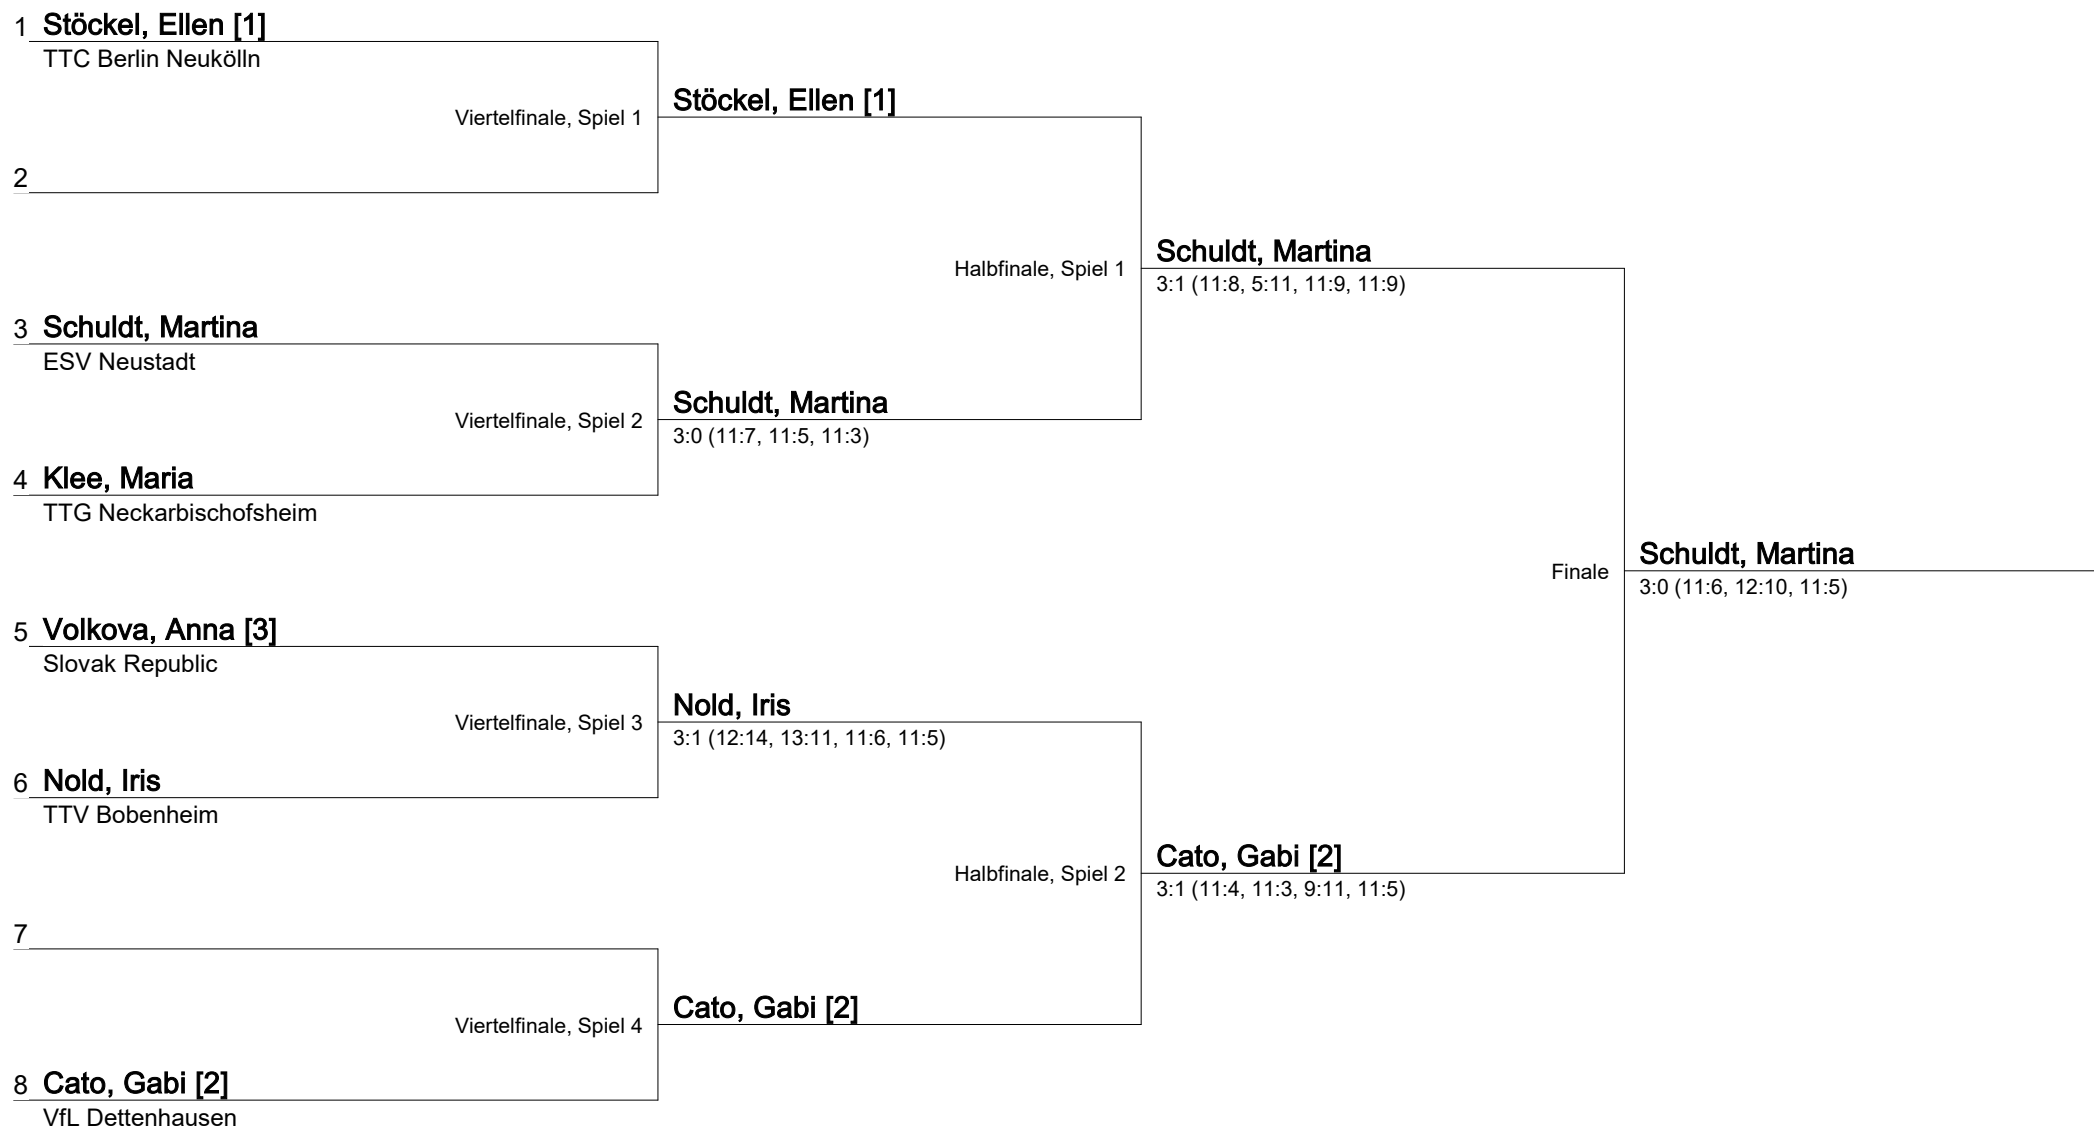 1 Stöckel, Ellen [1]
TTC Berlin Neukölln
Stöckel, Ellen [1]
Viertelfinale, Spiel 1
2
Schuldt, Martina
Halbfinale, Spiel 1
3:1 (11:8, 5:11, 11:9, 11:9)
3 Schuldt, Martina
ESV Neustadt
Schuldt, Martina
Viertelfinale, Spiel 2
3:0 (11:7, 11:5, 11:3)
4 Klee, Maria
TTG Neckarbischofsheim
Schuldt, Martina
Finale
3:0 (11:6, 12:10, 11:5)
5 Volkova, Anna [3]
Slovak Republic
Nold, Iris
Viertelfinale, Spiel 3
3:1 (12:14, 13:11, 11:6, 11:5)
6 Nold, Iris
TTV Bobenheim
Cato, Gabi [2]
Halbfinale, Spiel 2
3:1 (11:4, 11:3, 9:11, 11:5)
7
Cato, Gabi [2]
Viertelfinale, Spiel 4
8 Cato, Gabi [2]
VfL Dettenhausen